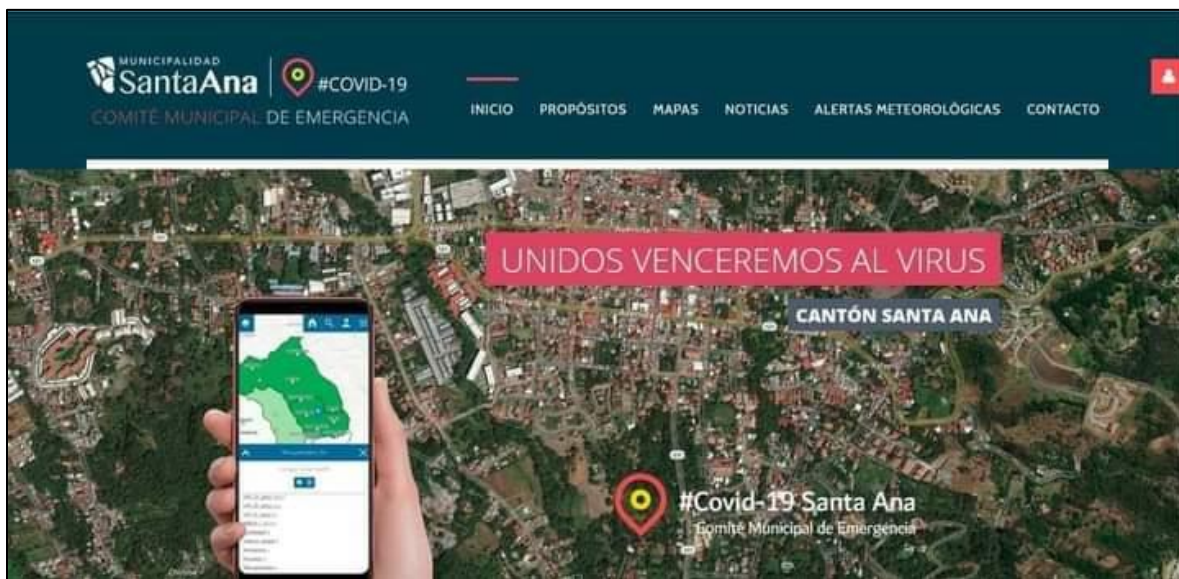 MUNICIPALIDAD
SantaAna
#COVID-19
COMITÉ MUNICIPAL DE EMERGENCIA
INICIO PROPÓSITOS MAPAS NOTICIAS ALERTAS METEOROLÓGICAS CONTACTO
UNIDOS VENCEREMOS AL VIRUS
CANTÓN SANTA ANA
#Covid-19 Santa Ana
Comité Municipal de Emergencia